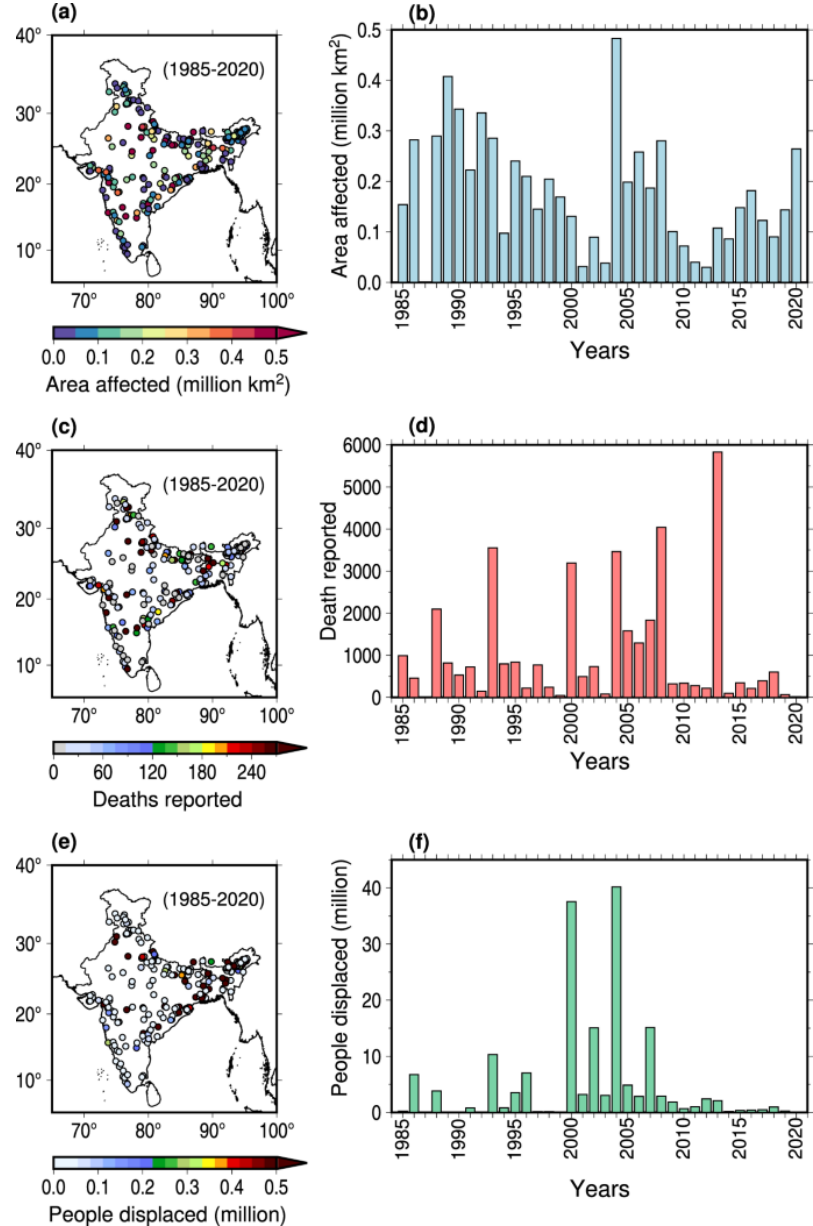 (a)
(1985-2020)
40°
30°
20°
10°
70° 80° 90° 100°
0.0 0.1 0.2 0.3 0.4 0.5
Area affected (million km²)
(b)
Area affected (million km²)
0.5
0.4
0.3
0.2
0.1
0.0
1985 1990 1995 2000 2005 2010 2015 2020
Years
(c)
(1985-2020)
40°
30°
20°
10°
70° 80° 90° 100°
0 60 120 180 240
Deaths reported
(d)
Death reported
6000
5000
4000
3000
2000
1000
0
1985 1990 1995 2000 2005 2010 2015 2020
Years
(e)
(1985-2020)
40°
30°
20°
10°
70° 80° 90° 100°
0.0 0.1 0.2 0.3 0.4 0.5
People displaced (million)
(f)
People displaced (million)
40
30
20
10
0
1985 1990 1995 2000 2005 2010 2015 2020
Years